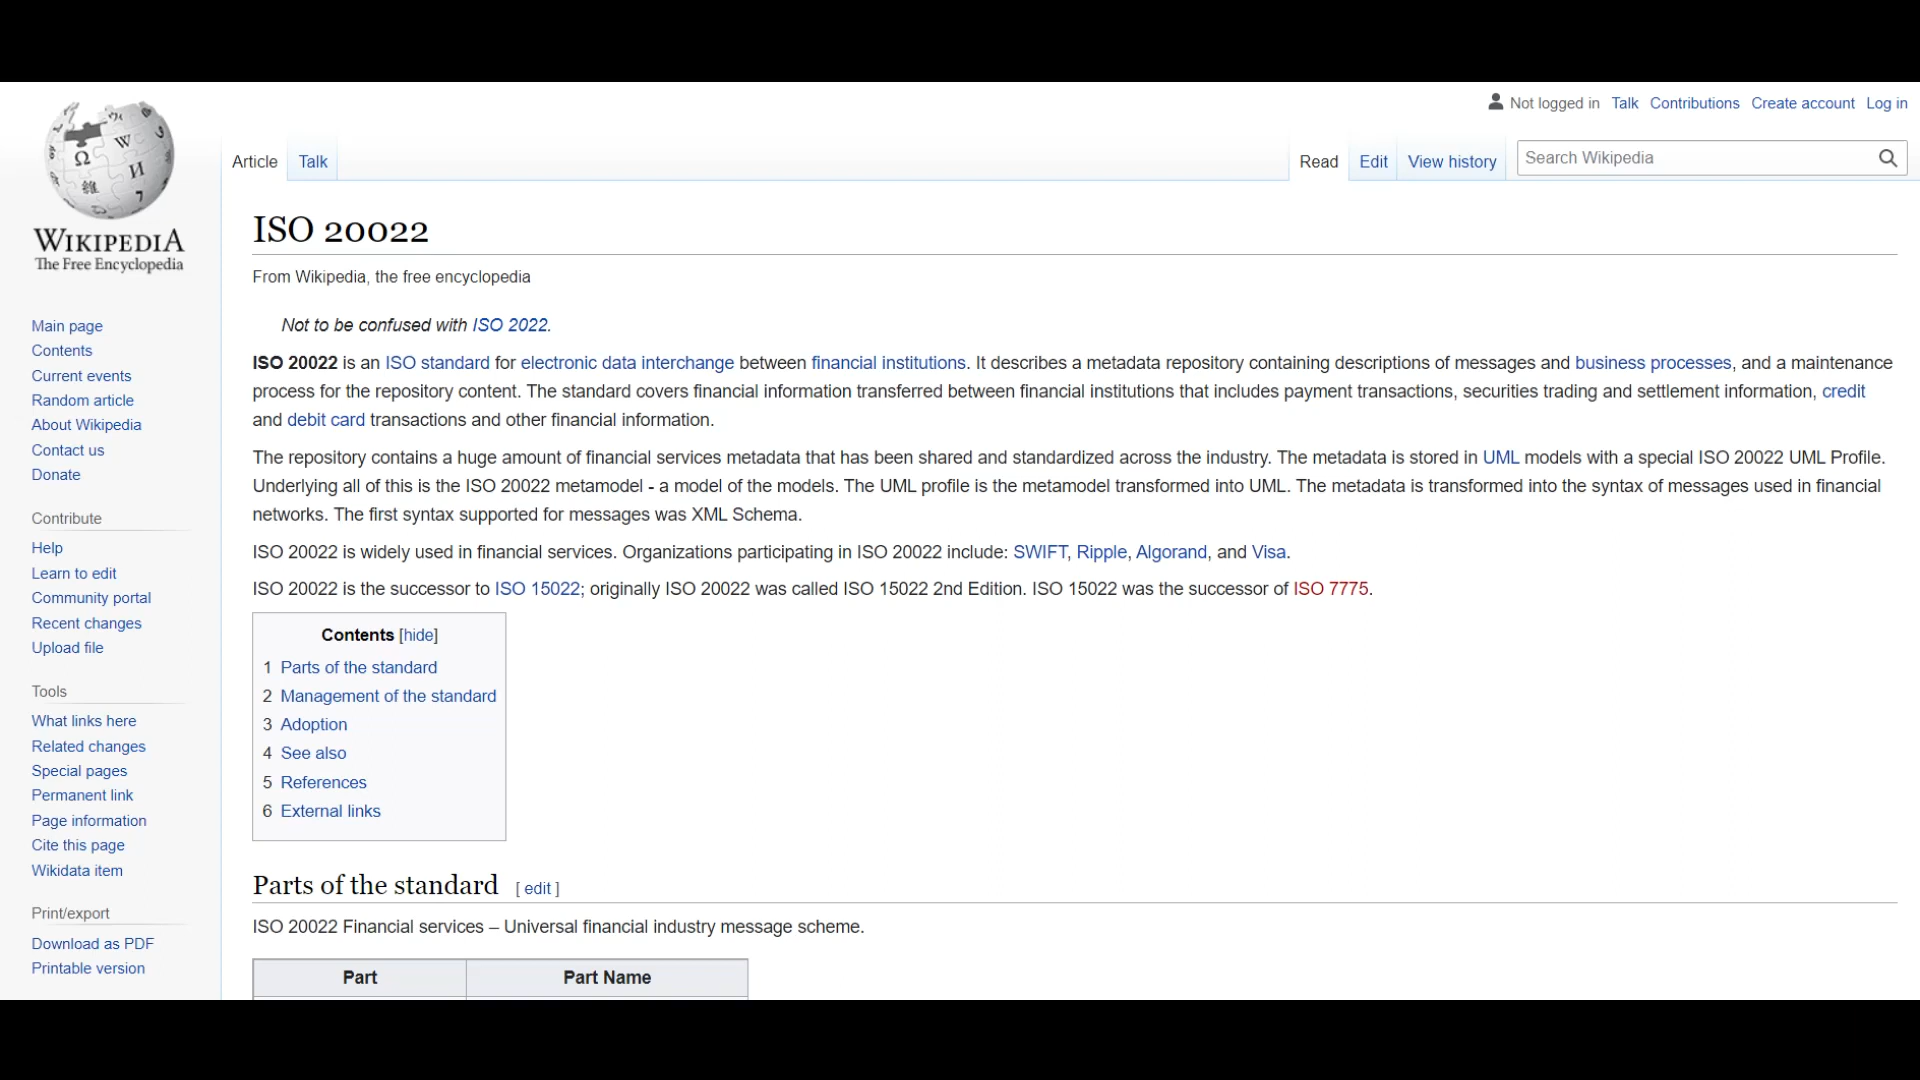 Not logged in Talk Contributions Create account Log in
Article Talk Read Edit View history Search Wikipedia
WIKIPEDIA
The Free Encyclopedia
Main page
Contents
Current events
Random article
About Wikipedia
Contact us
Donate
Contribute
Help
Learn to edit
Community portal
Recent changes
Upload file
Tools
What links here
Related changes
Special pages
Permanent link
Page information
Cite this page
Wikidata item
Print/export
Download as PDF
Printable version
ISO 20022
From Wikipedia, the free encyclopedia
Not to be confused with ISO 2022.
ISO 20022 is an ISO standard for electronic data interchange between financial institutions. It describes a metadata repository containing descriptions of messages and business processes, and a maintenance
process for the repository content. The standard covers financial information transferred between financial institutions that includes payment transactions, securities trading and settlement information, credit
and debit card transactions and other financial information.
The repository contains a huge amount of financial services metadata that has been shared and standardized across the industry. The metadata is stored in UML models with a special ISO 20022 UML Profile.
Underlying all of this is the ISO 20022 metamodel - a model of the models. The UML profile is the metamodel transformed into UML. The metadata is transformed into the syntax of messages used in financial
networks. The first syntax supported for messages was XML Schema.
ISO 20022 is widely used in financial services. Organizations participating in ISO 20022 include: SWIFT, Ripple, Algorand, and Visa.
ISO 20022 is the successor to ISO 15022; originally ISO 20022 was called ISO 15022 2nd Edition. ISO 15022 was the successor of ISO 7775.
Contents [hide]
1 Parts of the standard
2 Management of the standard
3 Adoption
4 See also
5 References
6 External links
Parts of the standard [ edit ]
ISO 20022 Financial services – Universal financial industry message scheme.
Part Part Name